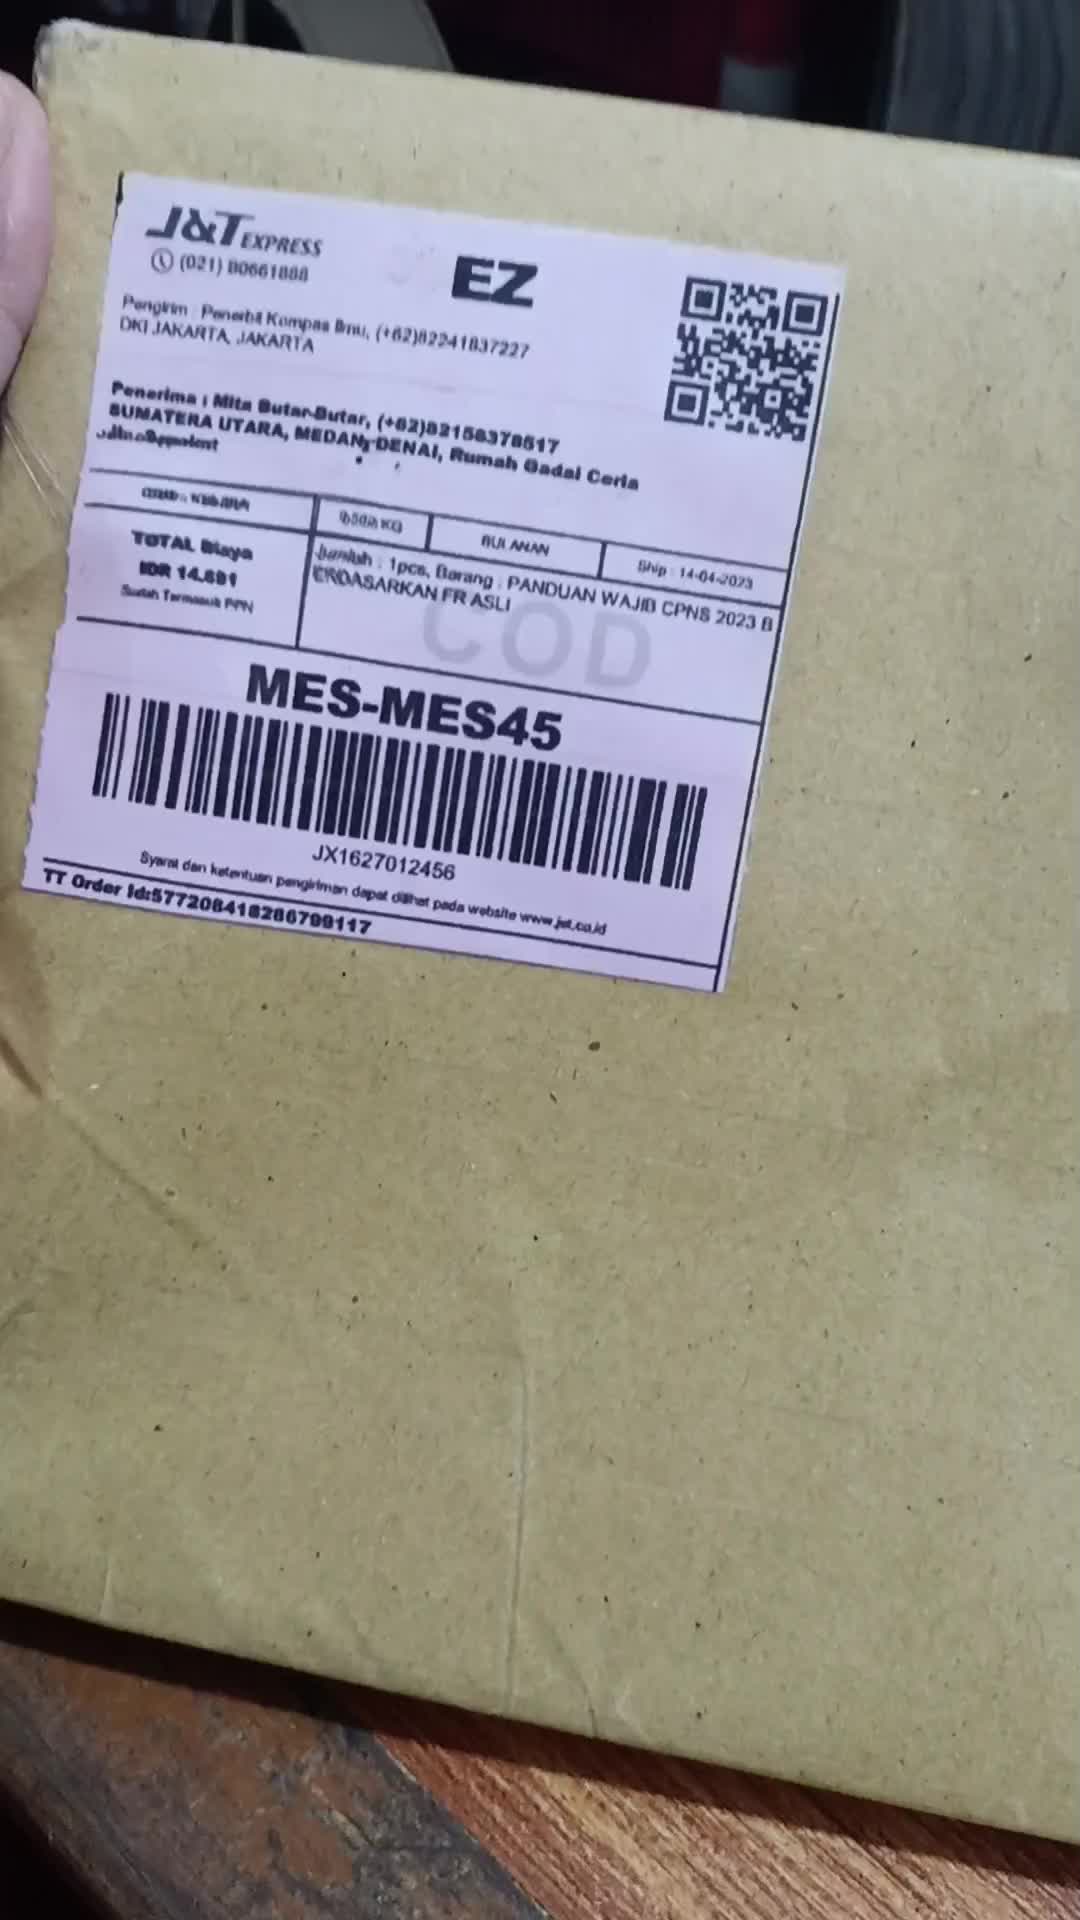 J&T EXPRESS
(021) 80661888
EZ
Pengirim : Penerbit Kompas Ilmu, (+62)82241837227
DKI JAKARTA, JAKARTA
Penerima : Mita Butar-Butar, (+62)82156378517
SUMATERA UTARA, MEDAN, DENAI, Rumah Gadai Ceria
KG
BULANAN
Ship : 14-04-2023
TOTAL Biaya
IDR 14.691
Sudah Termasuk PPN
Jumlah : 1pcs, Barang : PANDUAN WAJIB CPNS 2023 B
ERDASARKAN FR ASLI
COD
MES-MES45
JX1627012456
Syarat dan ketentuan pengiriman dapat dilihat pada website www.jet.co.id
TT Order Id:577208418286799117